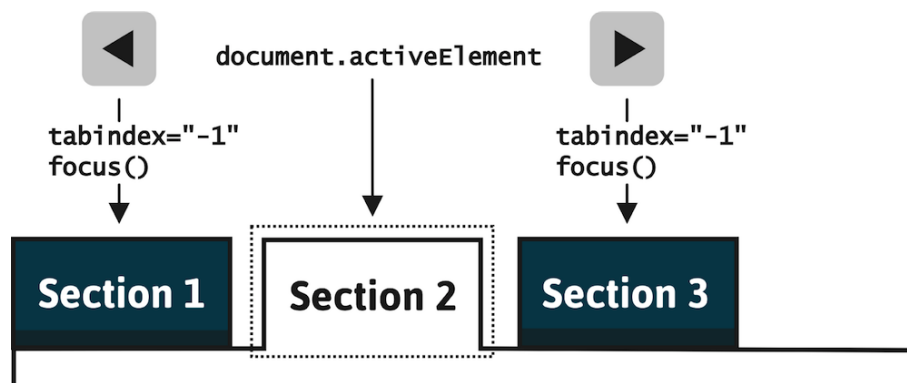 document.activeElement
tabindex="-1"
focus()
tabindex="-1"
focus()
Section 1
Section 2
Section 3